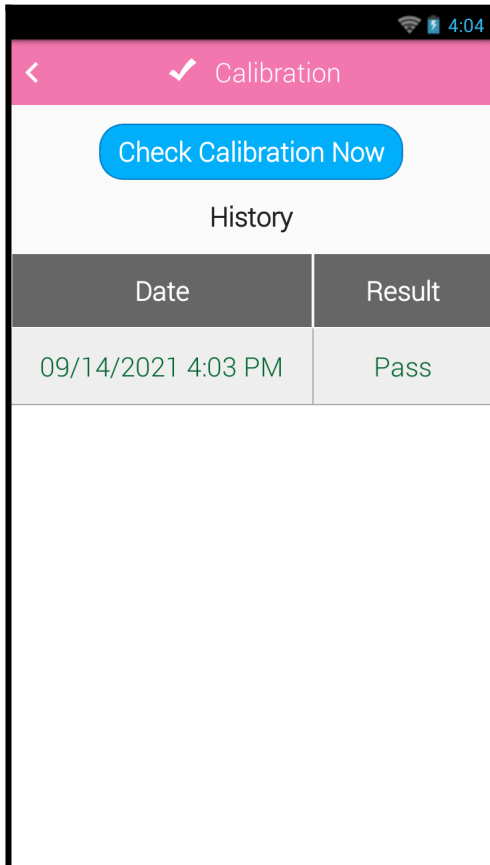 4:04
Calibration
Check Calibration Now
History
Date Result
09/14/2021 4:03 PM Pass